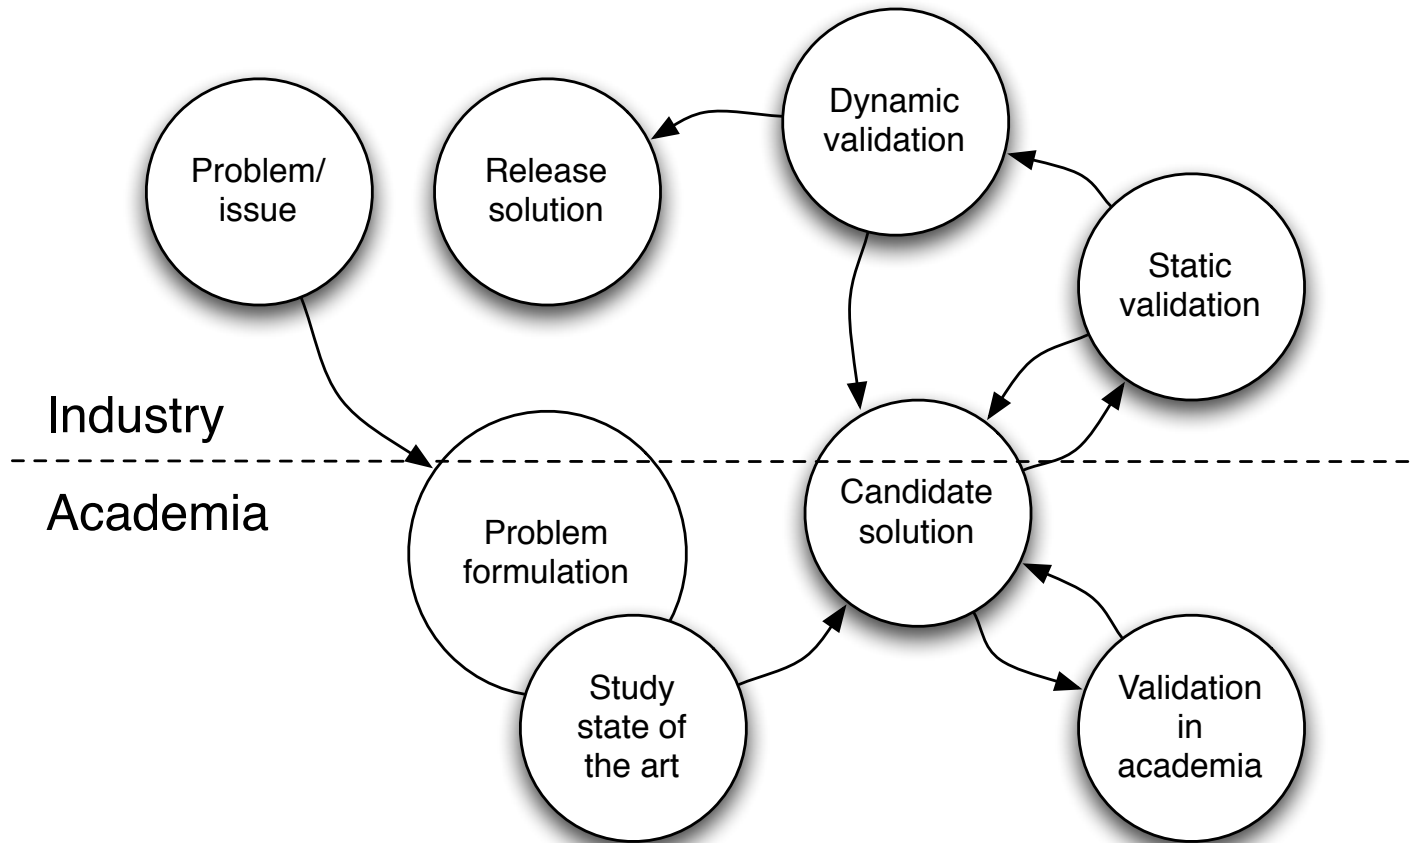 Problem/
issue
Release
solution
Dynamic
validation
Static
validation
Industry
Academia
Problem
formulation
Candidate
solution
Study
state of
the art
Validation
in
academia